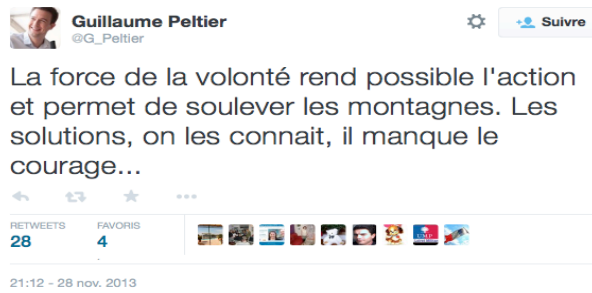 Guillaume Peltier
@G_Peltier
Suivre
La force de la volonté rend possible l'action
et permet de soulever les montagnes. Les
solutions, on les connait, il manque le
courage...
RETWEETS
28
FAVORIS
4
UMP
21:12 - 28 nov. 2013